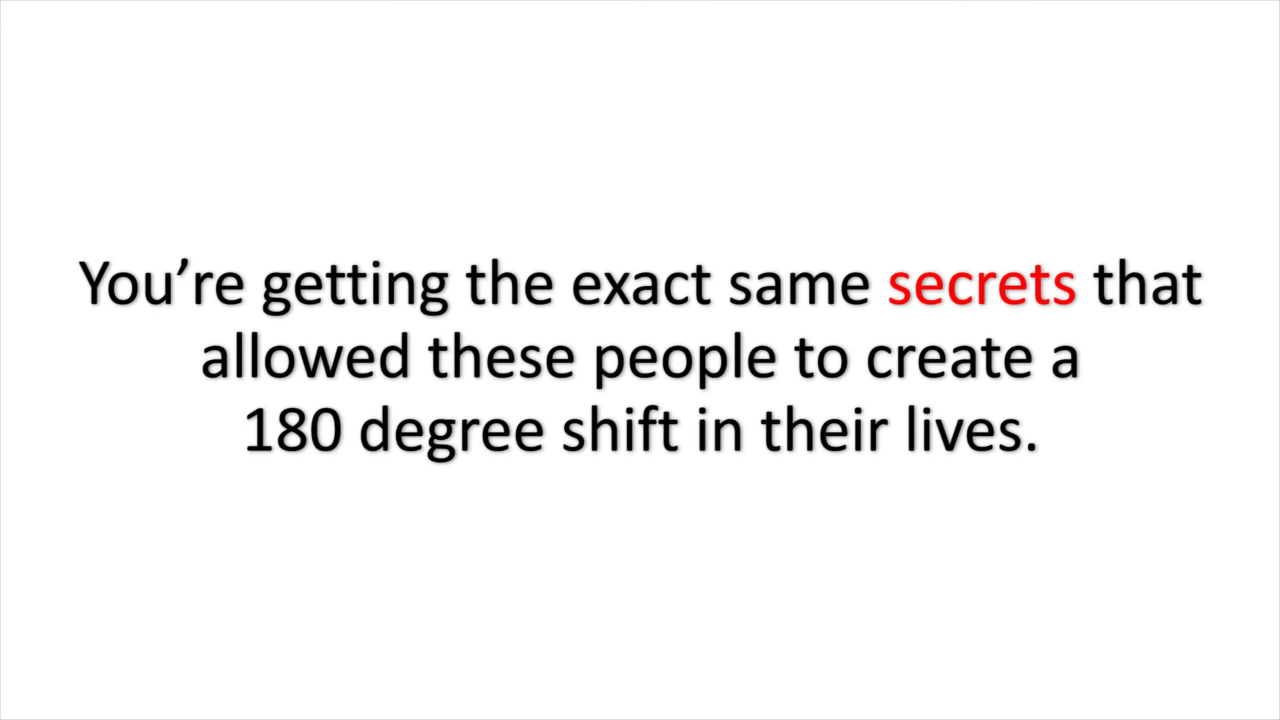 You’re getting the exact same secrets that
allowed these people to create a
180 degree shift in their lives.